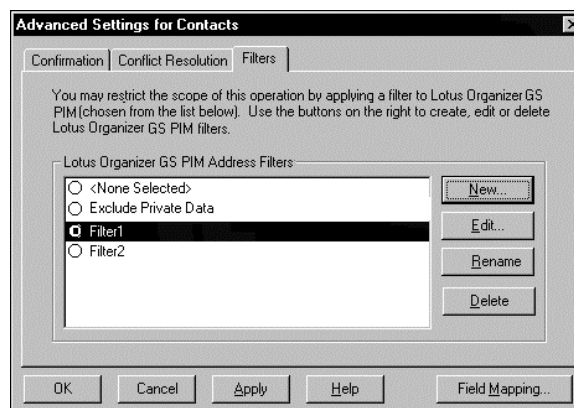 Advanced Settings for Contacts
Confirmation Conflict Resolution Filters
You may restrict the scope of this operation by applying a filter to Lotus Organizer GS
PIM (chosen from the list below). Use the buttons on the right to create, edit or delete
Lotus Organizer GS PIM filters.
Lotus Organizer GS PIM Address Filters
<None Selected>
Exclude Private Data
Filter1
Filter2
New...
Edit...
Rename
Delete
OK Cancel Apply Help Field Mapping...